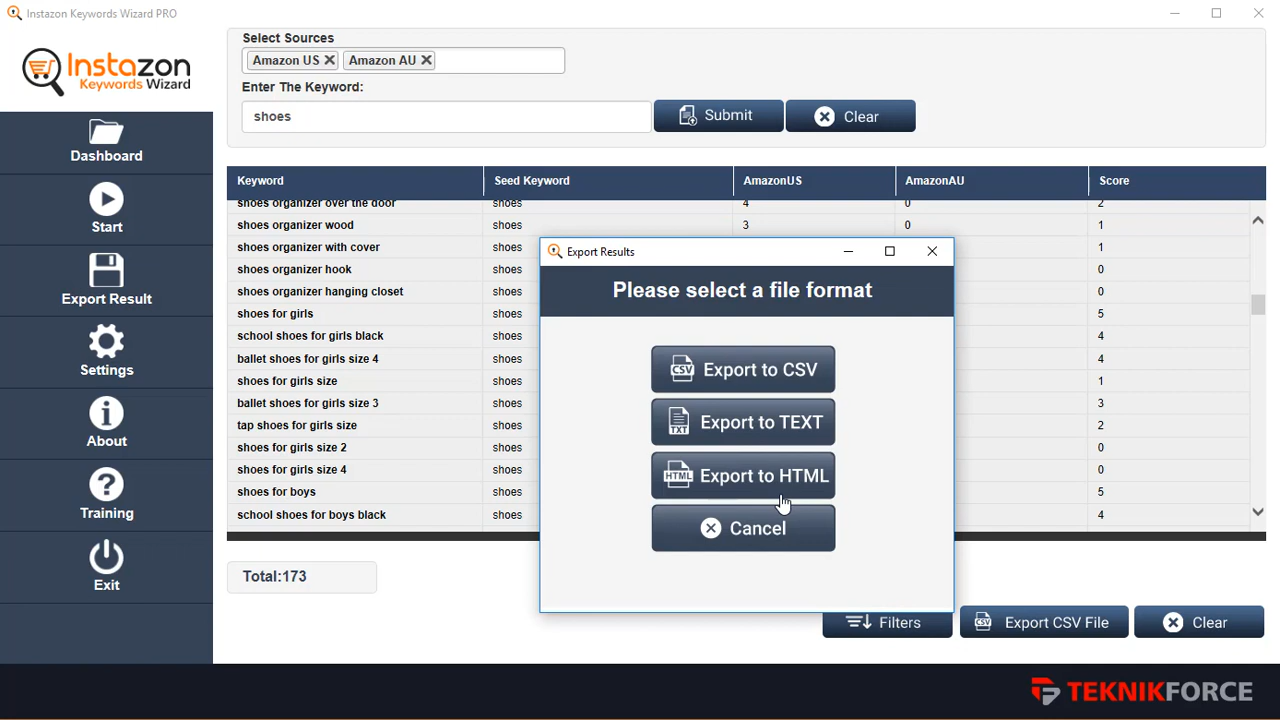 Instazon Keywords Wizard PRO
Instazon
Keywords Wizard
Dashboard
Start
Export Result
Settings
About
Training
Exit
Select Sources
Amazon US Amazon AU
Enter The Keyword:
shoes Submit Clear
Keyword Seed Keyword AmazonUS AmazonAU Score
shoes organizer over the door shoes 4 0 2
shoes organizer wood shoes 3 0 1
shoes organizer with cover shoes 1
shoes organizer hook shoes 0
shoes organizer hanging closet shoes 0
shoes for girls shoes 5
school shoes for girls black shoes 4
ballet shoes for girls size 4 shoes 4
shoes for girls size shoes 1
ballet shoes for girls size 3 shoes 3
tap shoes for girls size shoes 2
shoes for girls size 2 shoes 0
shoes for girls size 4 shoes 0
shoes for boys shoes 5
school shoes for boys black shoes 4
Export Results
Please select a file format
CSV Export to CSV
TXT Export to TEXT
HTML Export to HTML
Cancel
Total:173
Filters CSV Export CSV File Clear
TEKNIKFORCE